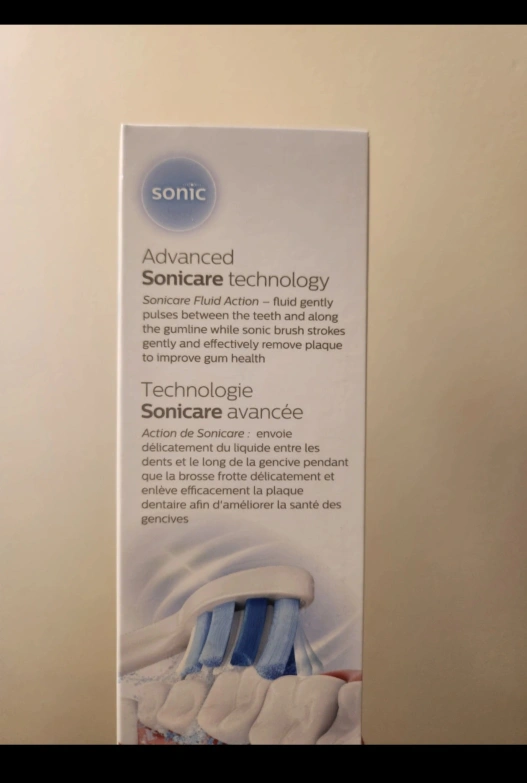 sonic
Advanced
Sonicare technology
Sonicare Fluid Action – fluid gently
pulses between the teeth and along
the gumline while sonic brush strokes
gently and effectively remove plaque
to improve gum health
Technologie
Sonicare avancée
Action de Sonicare : envoie
délicatement du liquide entre les
dents et le long de la gencive pendant
que la brosse frotte délicatement et
enlève efficacement la plaque
dentaire afin d'améliorer la santé des
gencives